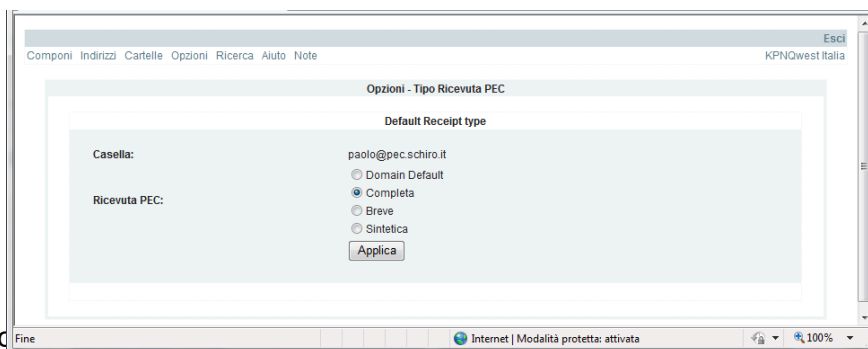 Esci
Componi Indirizzi Cartelle Opzioni Ricerca Aiuto Note KPNQwest Italia
Opzioni - Tipo Ricevuta PEC
Default Receipt type
Casella: paolo@pec.schiro.it
Domain Default
Completa
Ricevuta PEC:
Breve
Sintetica
Applica
Fine Internet | Modalità protetta: attivata 100%